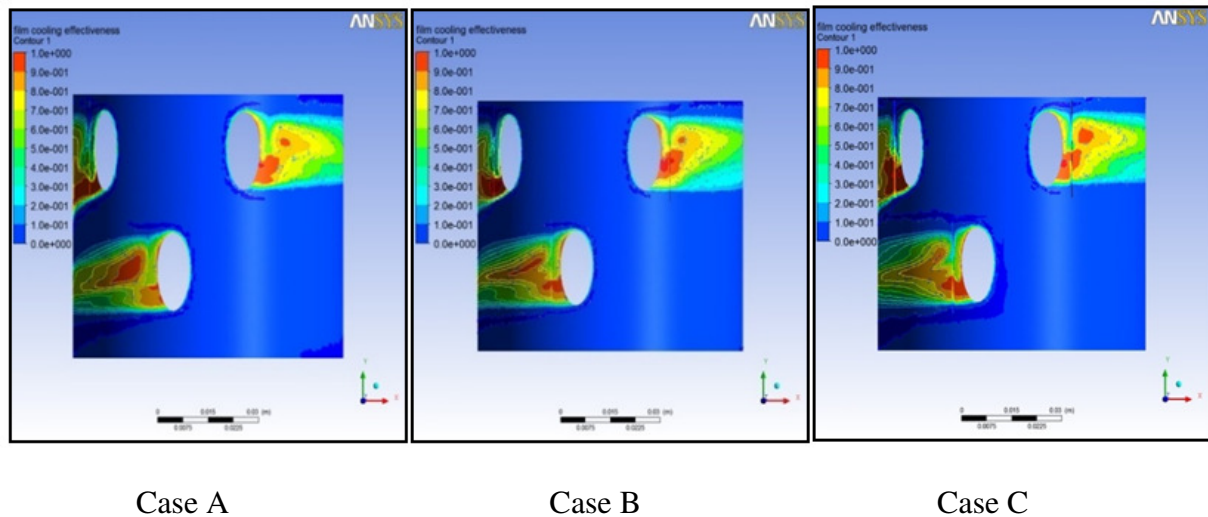 ANSYS
film cooling effectiveness
Contour 1
1.0e+000
9.0e-001
8.0e-001
7.0e-001
6.0e-001
5.0e-001
4.0e-001
3.0e-001
2.0e-001
1.0e-001
0.0e+000
Y
X
Z
0 0.015 0.03 (m)
0.0075 0.0225
ANSYS
film cooling effectiveness
Contour 1
1.0e+000
9.0e-001
8.0e-001
7.0e-001
6.0e-001
5.0e-001
4.0e-001
3.0e-001
2.0e-001
1.0e-001
0.0e+000
Y
X
Z
0 0.015 0.03 (m)
0.0075 0.0225
ANSYS
film cooling effectiveness
Contour 1
1.0e+000
9.0e-001
8.0e-001
7.0e-001
6.0e-001
5.0e-001
4.0e-001
3.0e-001
2.0e-001
1.0e-001
0.0e+000
Y
X
Z
0 0.015 0.03 (m)
0.0075 0.0225
Case A Case B Case C